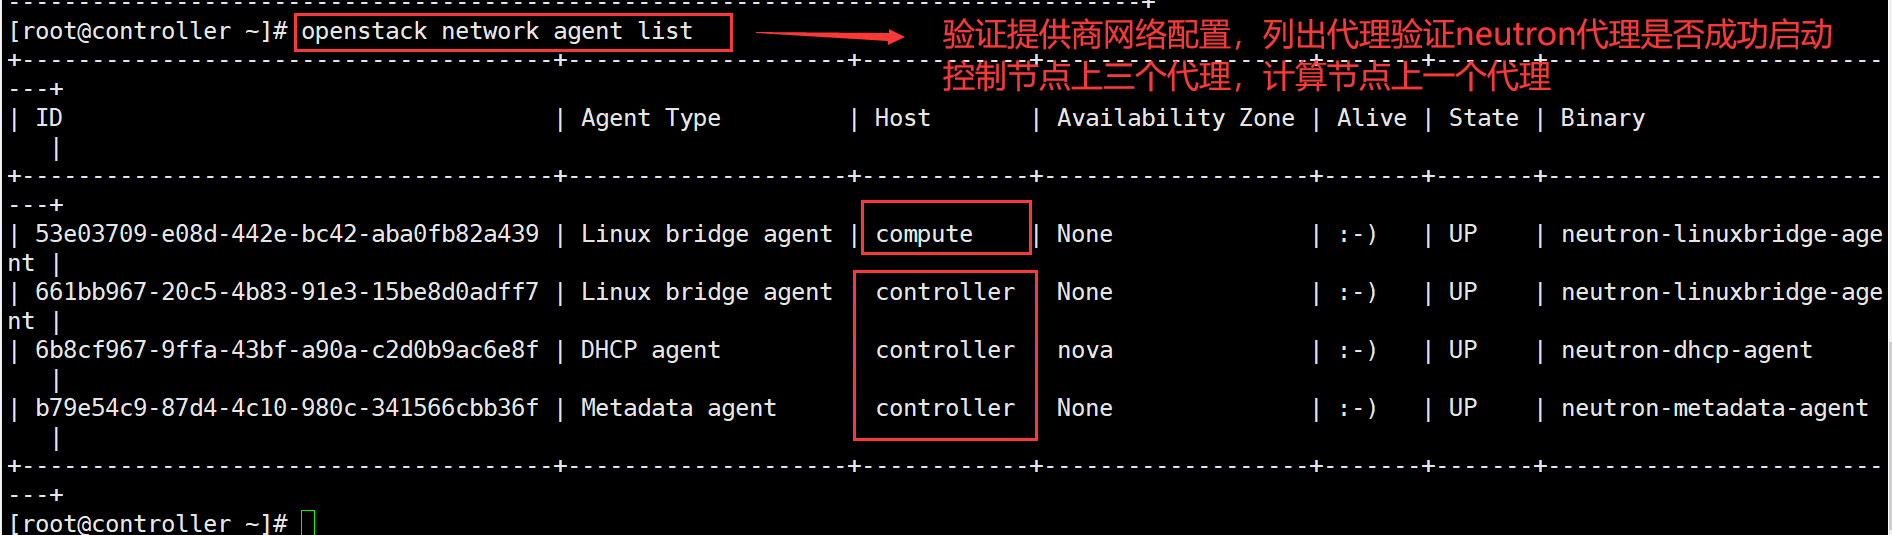 ---------------------------------------------------------------------------------+
[root@controller ~]# openstack network agent list
验证提供商网络配置，列出代理验证neutron代理是否成功启动
控制节点上三个代理，计算节点上一个代理
+--------------------------------------+--------------------+------------+-------------------+-------+-------+------------------------
---+
| ID                                   | Agent Type         | Host       | Availability Zone | Alive | State | Binary
   |
+--------------------------------------+--------------------+------------+-------------------+-------+-------+------------------------
---+
| 53e03709-e08d-442e-bc42-aba0fb82a439 | Linux bridge agent | compute    | None              | :-)   | UP    | neutron-linuxbridge-age
nt |
| 661bb967-20c5-4b83-91e3-15be8d0adff7 | Linux bridge agent   controller   None              | :-)   | UP    | neutron-linuxbridge-age
nt |
| 6b8cf967-9ffa-43bf-a90a-c2d0b9ac6e8f | DHCP agent           controller   nova              | :-)   | UP    | neutron-dhcp-agent
   |
| b79e54c9-87d4-4c10-980c-341566cbb36f | Metadata agent       controller   None              | :-)   | UP    | neutron-metadata-agent
   |
+--------------------------------------+--------------------+------------+-------------------+-------+-------+------------------------
---+
[root@controller ~]#